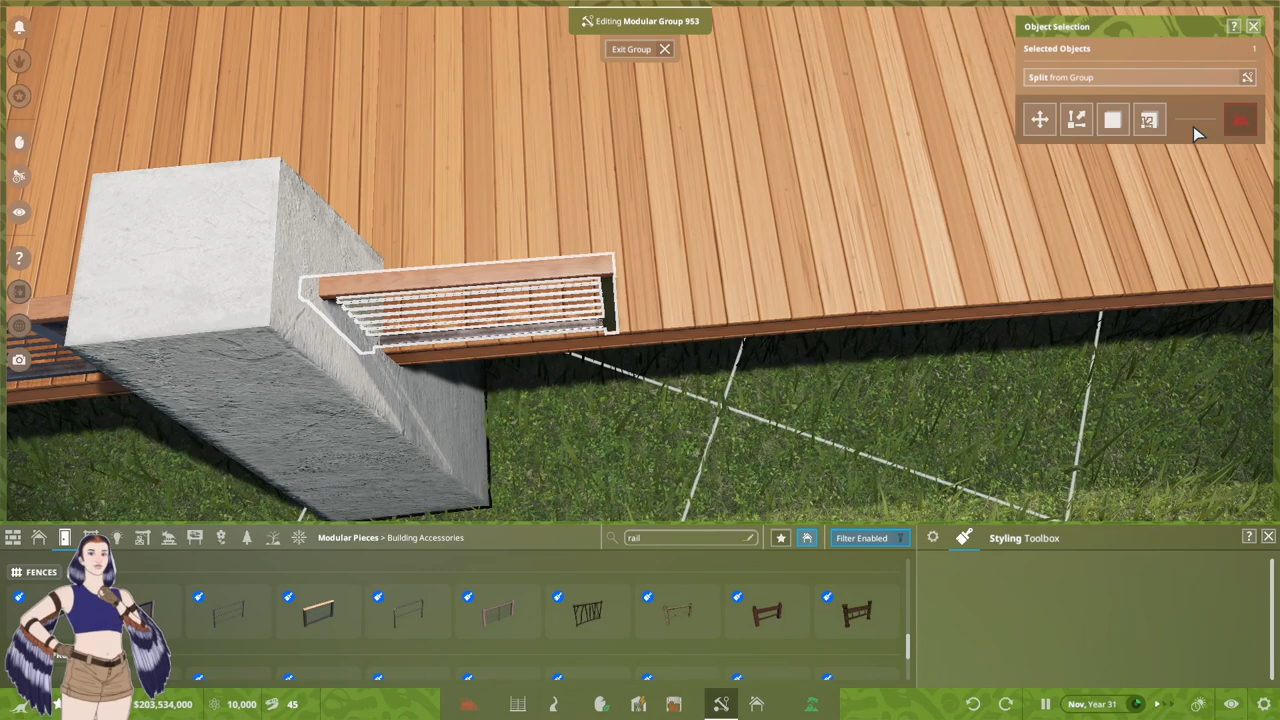 Editing Modular Group 953
Exit Group
Object Selection
?
Selected Objects 1
Split from Group
?
Modular Pieces > Building Accessories
rail
Filter Enabled
Styling Toolbox
?
FENCES
$203,534,000
10,000
45
Nov, Year 31